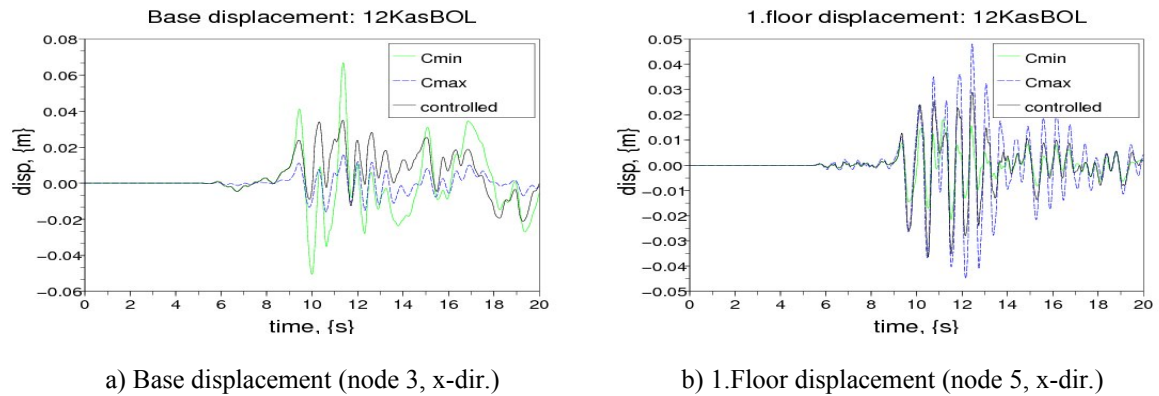 Base displacement: 12KasBOL
0.08
0.06
0.04
0.02
0.00
−0.02
−0.04
−0.06
disp, {m}
Cmin
Cmax
controlled
0 2 4 6 8 10 12 14 16 18 20
time, {s}
a) Base displacement (node 3, x-dir.)
1.floor displacement: 12KasBOL
0.05
0.04
0.03
0.02
0.01
0.00
−0.01
−0.02
−0.03
−0.04
−0.05
disp, {m}
Cmin
Cmax
controlled
0 2 4 6 8 10 12 14 16 18 20
time, {s}
b) 1.Floor displacement (node 5, x-dir.)